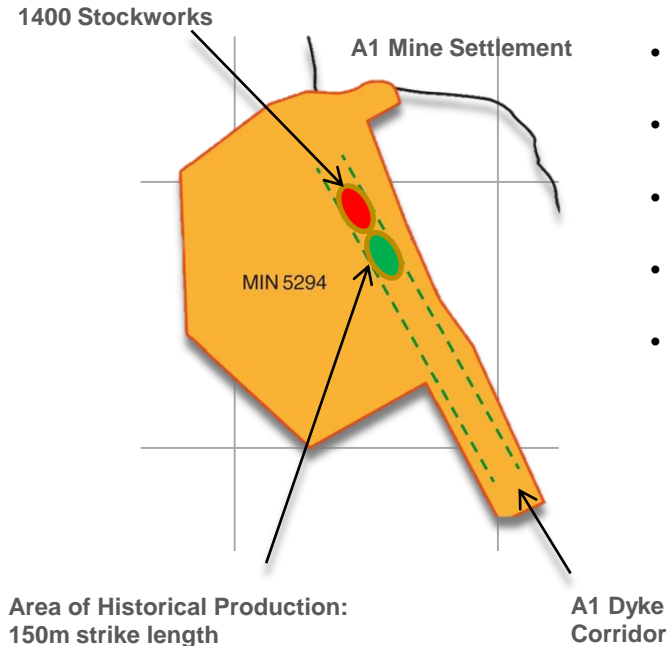 1400 Stockworks
A1 Mine Settlement
MIN 5294
Area of Historical Production:
150m strike length
A1 Dyke
Corridor